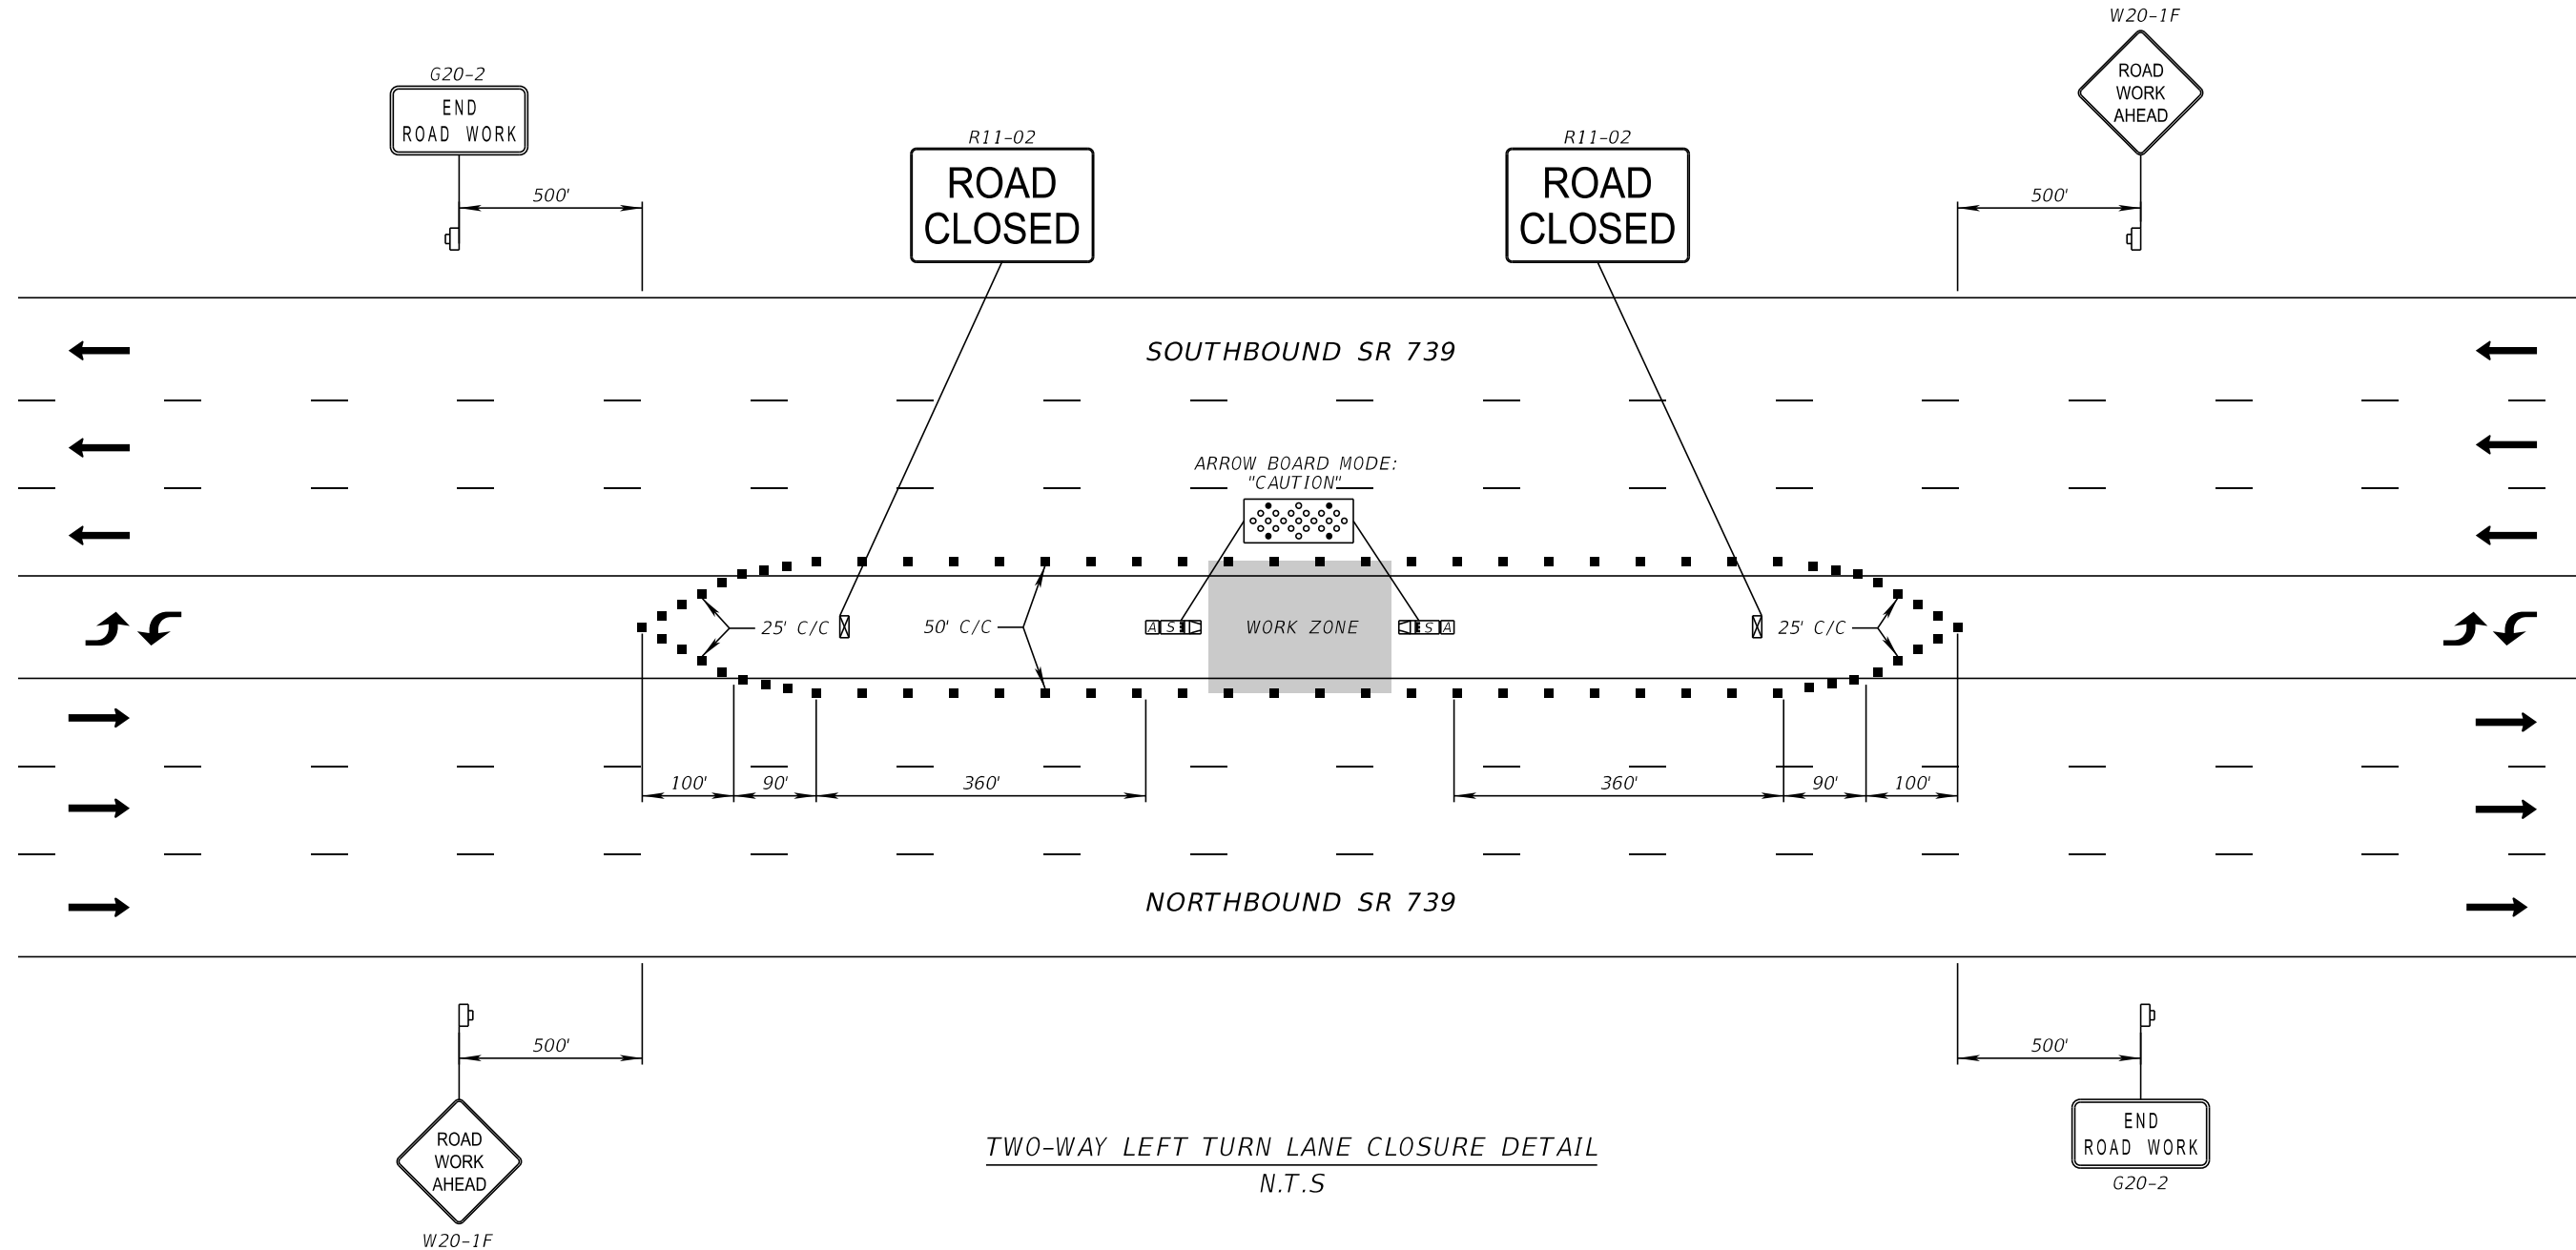 W20-1F
ROAD
WORK
AHEAD
G20-2
END
ROAD WORK
R11-02
ROAD
CLOSED
R11-02
ROAD
CLOSED
500'
500'
SOUTHBOUND SR 739
ARROW BOARD MODE:
"CAUTION"
25' C/C
50' C/C
A S
WORK ZONE
S A
25' C/C
100'
90'
360'
360'
90'
100'
NORTHBOUND SR 739
500'
500'
ROAD
WORK
AHEAD
W20-1F
END
ROAD WORK
G20-2
TWO-WAY LEFT TURN LANE CLOSURE DETAIL
N.T.S